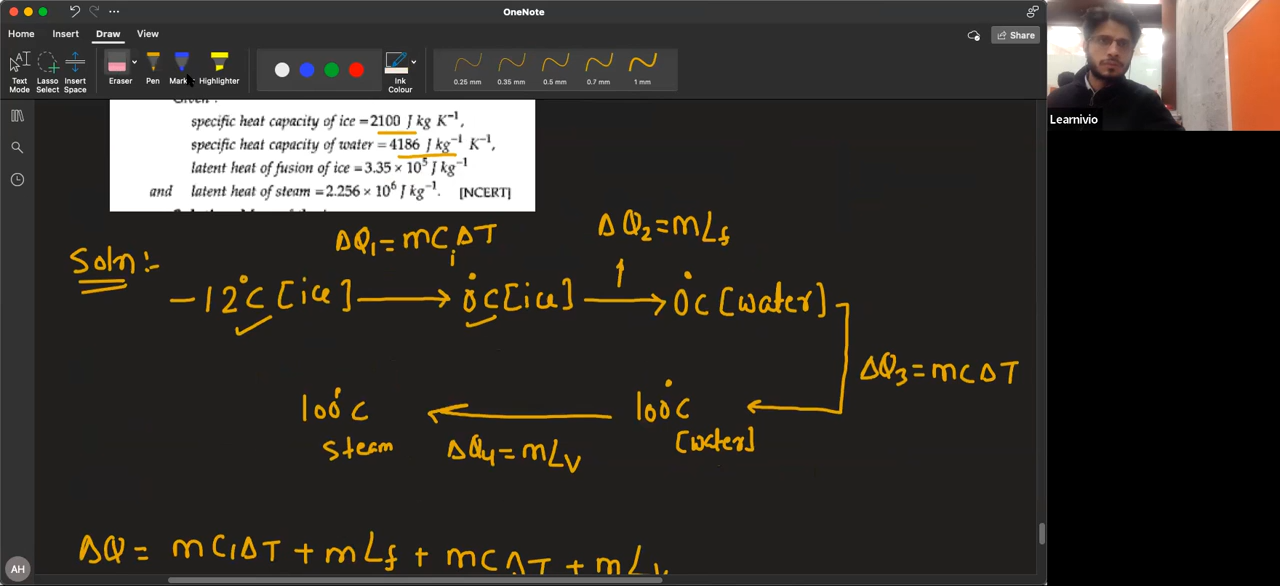 OneNote
Home Insert Draw View
Share
Text Mode
Lasso Select
Insert Space
Eraser
Pen
Mark
Highlighter
Ink Colour
0.25 mm 0.35 mm 0.5 mm 0.7 mm 1 mm
Learnivio
specific heat capacity of ice =2100 J kg K⁻¹,
specific heat capacity of water = 4186 J kg⁻¹ K⁻¹,
latent heat of fusion of ice =3.35 × 10⁵ J kg⁻¹
and latent heat of steam =2.256 × 10⁶ J kg⁻¹. [NCERT]
ΔQ₁ = mCᵢΔT
ΔQ₂ = mLf
Soln:-
-12°C [ice] → 0°C [ice] → 0°C [water]
ΔQ₃ = mCΔT
100°C steam
ΔQ₄ = mLv
100°C [water]
ΔQ = mCᵢΔT + mLf + mCΔT + mLv
AH